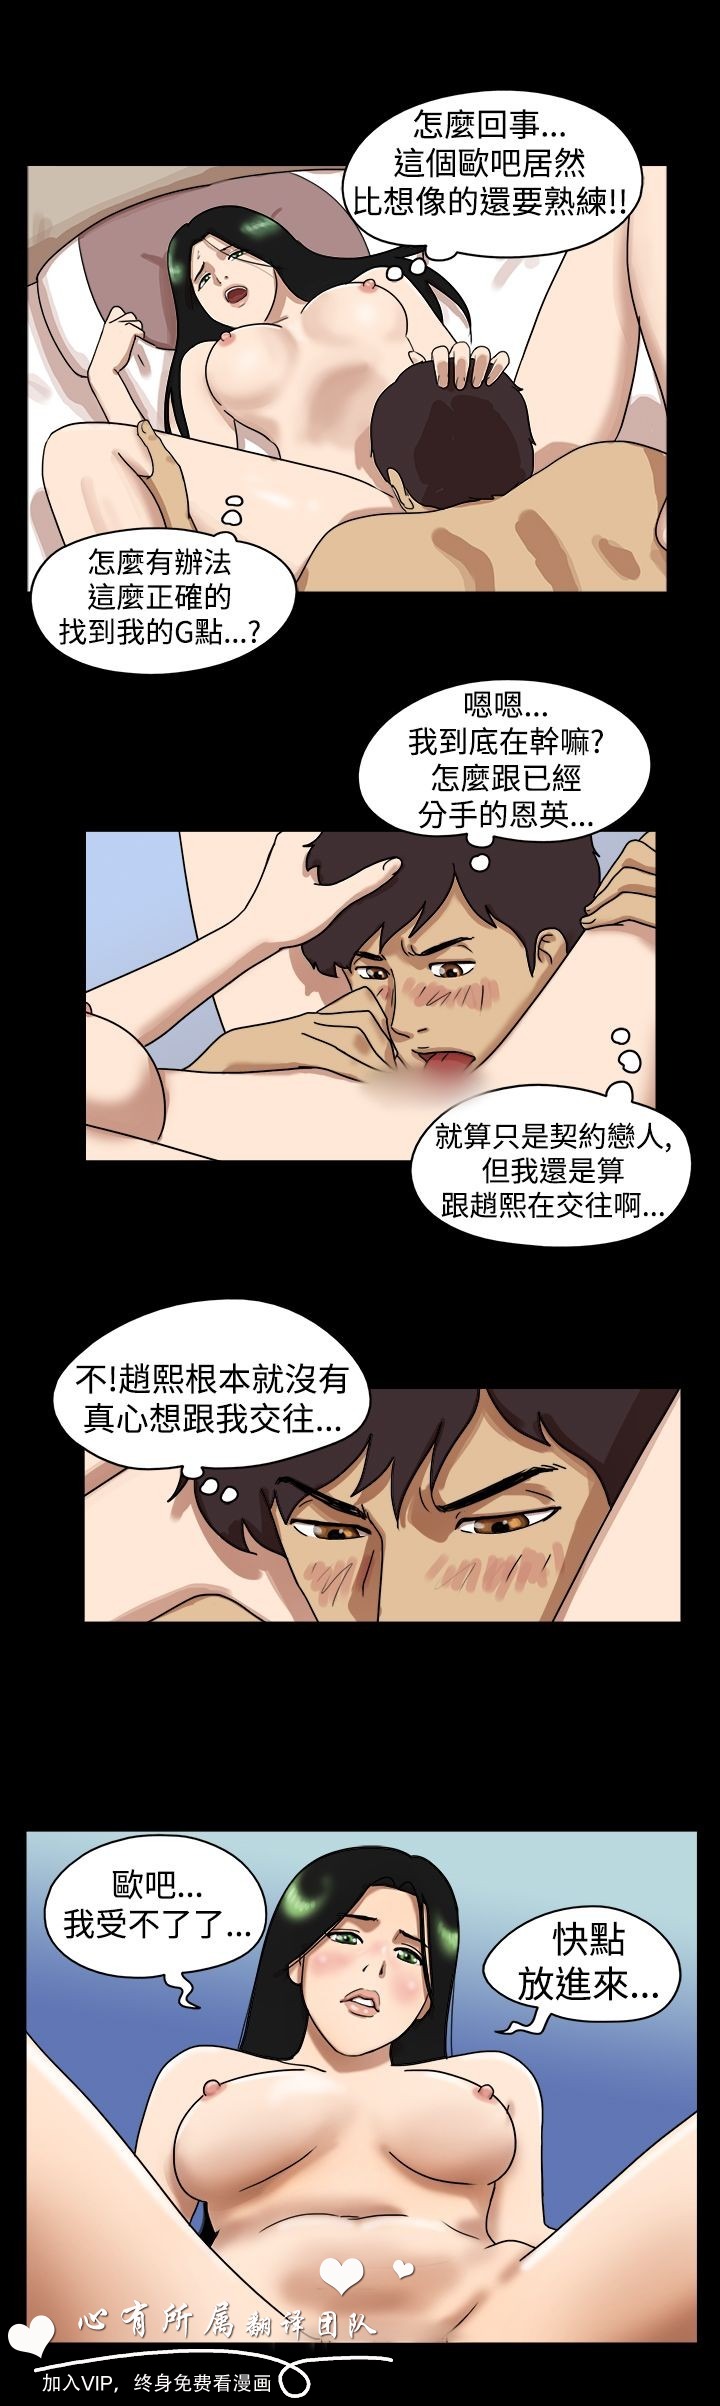 怎麼回事...
這個歐吧居然
比想像的還要熟練!!
怎麼有辦法
這麼正確的
找到我的G點...?
嗯嗯...
我到底在幹嘛?
怎麼跟已經
分手的恩英...
就算只是契約戀人,
但我還是算
跟趙熙在交往啊...
不!趙熙根本就沒有
真心想跟我交往...
歐吧...
我受不了了...
快點
放進來...
心有所属翻译团队
加入VIP，终身免费看漫画